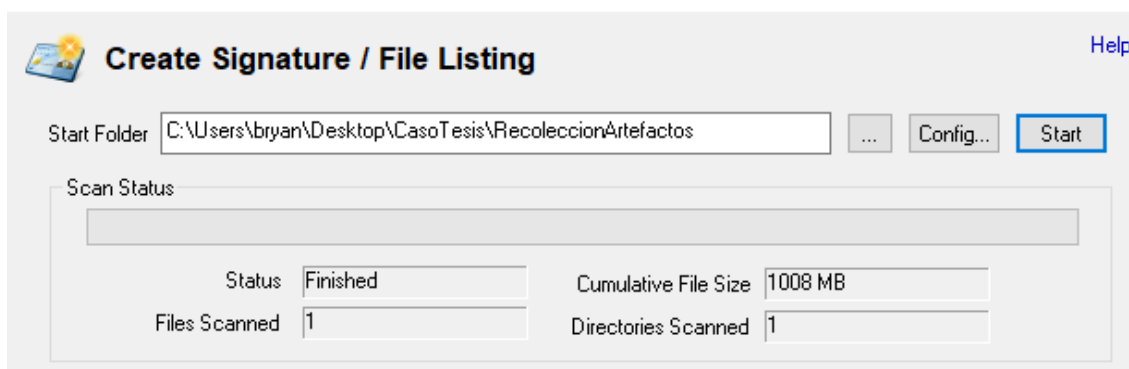 Create Signature / File Listing
Help
Start Folder C:\Users\bryan\Desktop\CasoTesis\RecoleccionArtefactos ... Config... Start
Scan Status
Status Finished Cumulative File Size 1008 MB
Files Scanned 1 Directories Scanned 1